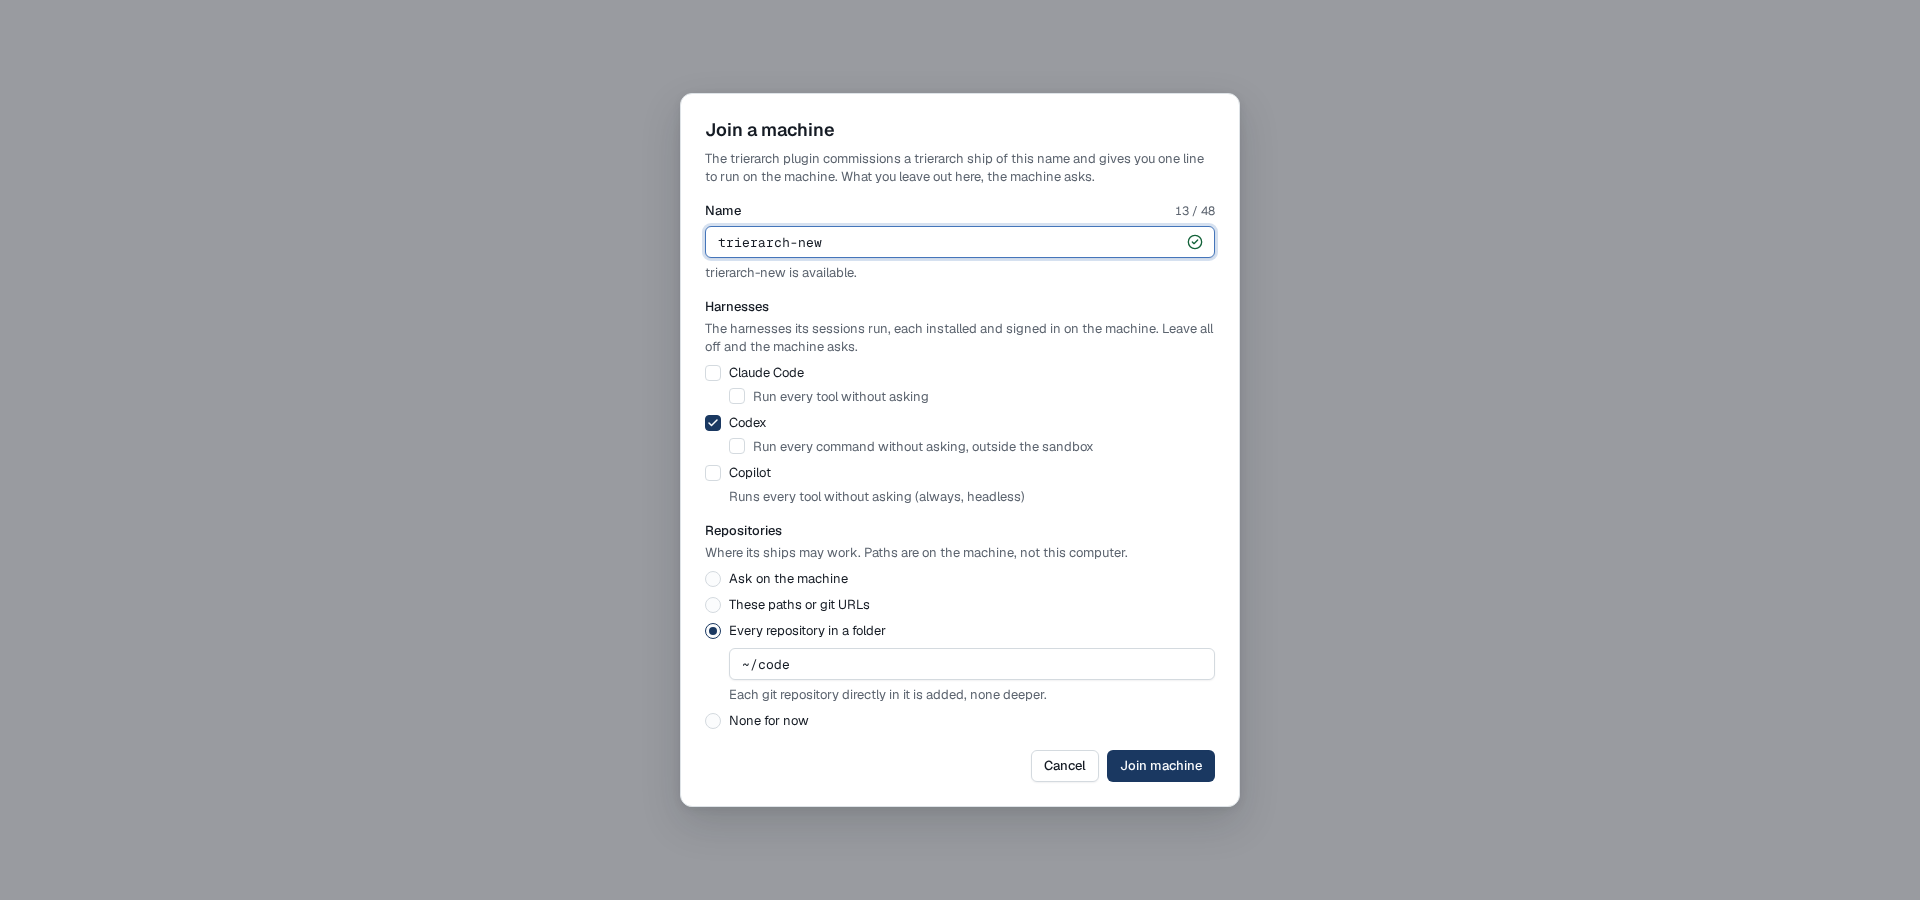 Join a machine
The trierarch plugin commissions a trierarch ship of this name and gives you one line
to run on the machine. What you leave out here, the machine asks.
Name
13 / 48
trierarch-new
trierarch-new is available.
Harnesses
The harnesses its sessions run, each installed and signed in on the machine. Leave all
off and the machine asks.
Claude Code
Run every tool without asking
Codex
Run every command without asking, outside the sandbox
Copilot
Runs every tool without asking (always, headless)
Repositories
Where its ships may work. Paths are on the machine, not this computer.
Ask on the machine
These paths or git URLs
Every repository in a folder
~/code
Each git repository directly in it is added, none deeper.
None for now
Cancel
Join machine